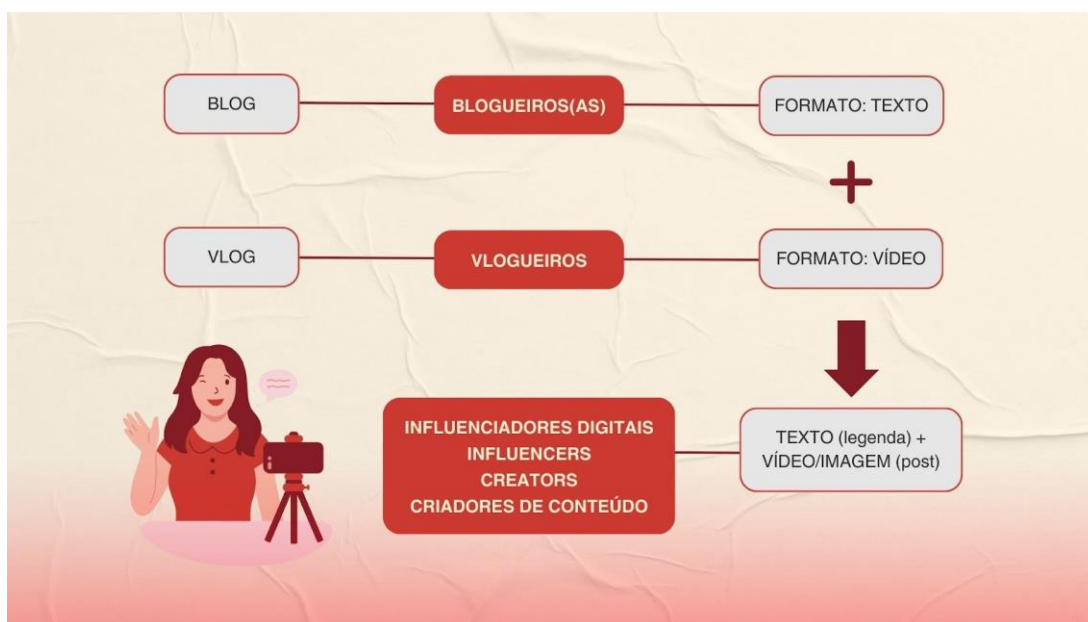 BLOG
BLOGUEIROS(AS)
FORMATO: TEXTO
+
VLOG
VLOGUEIROS
FORMATO: VÍDEO
INFLUENCIADORES DIGITAIS
INFLUENCERS
CREATORS
CRIADORES DE CONTEÚDO
TEXTO (legenda) +
VÍDEO/IMAGEM (post)